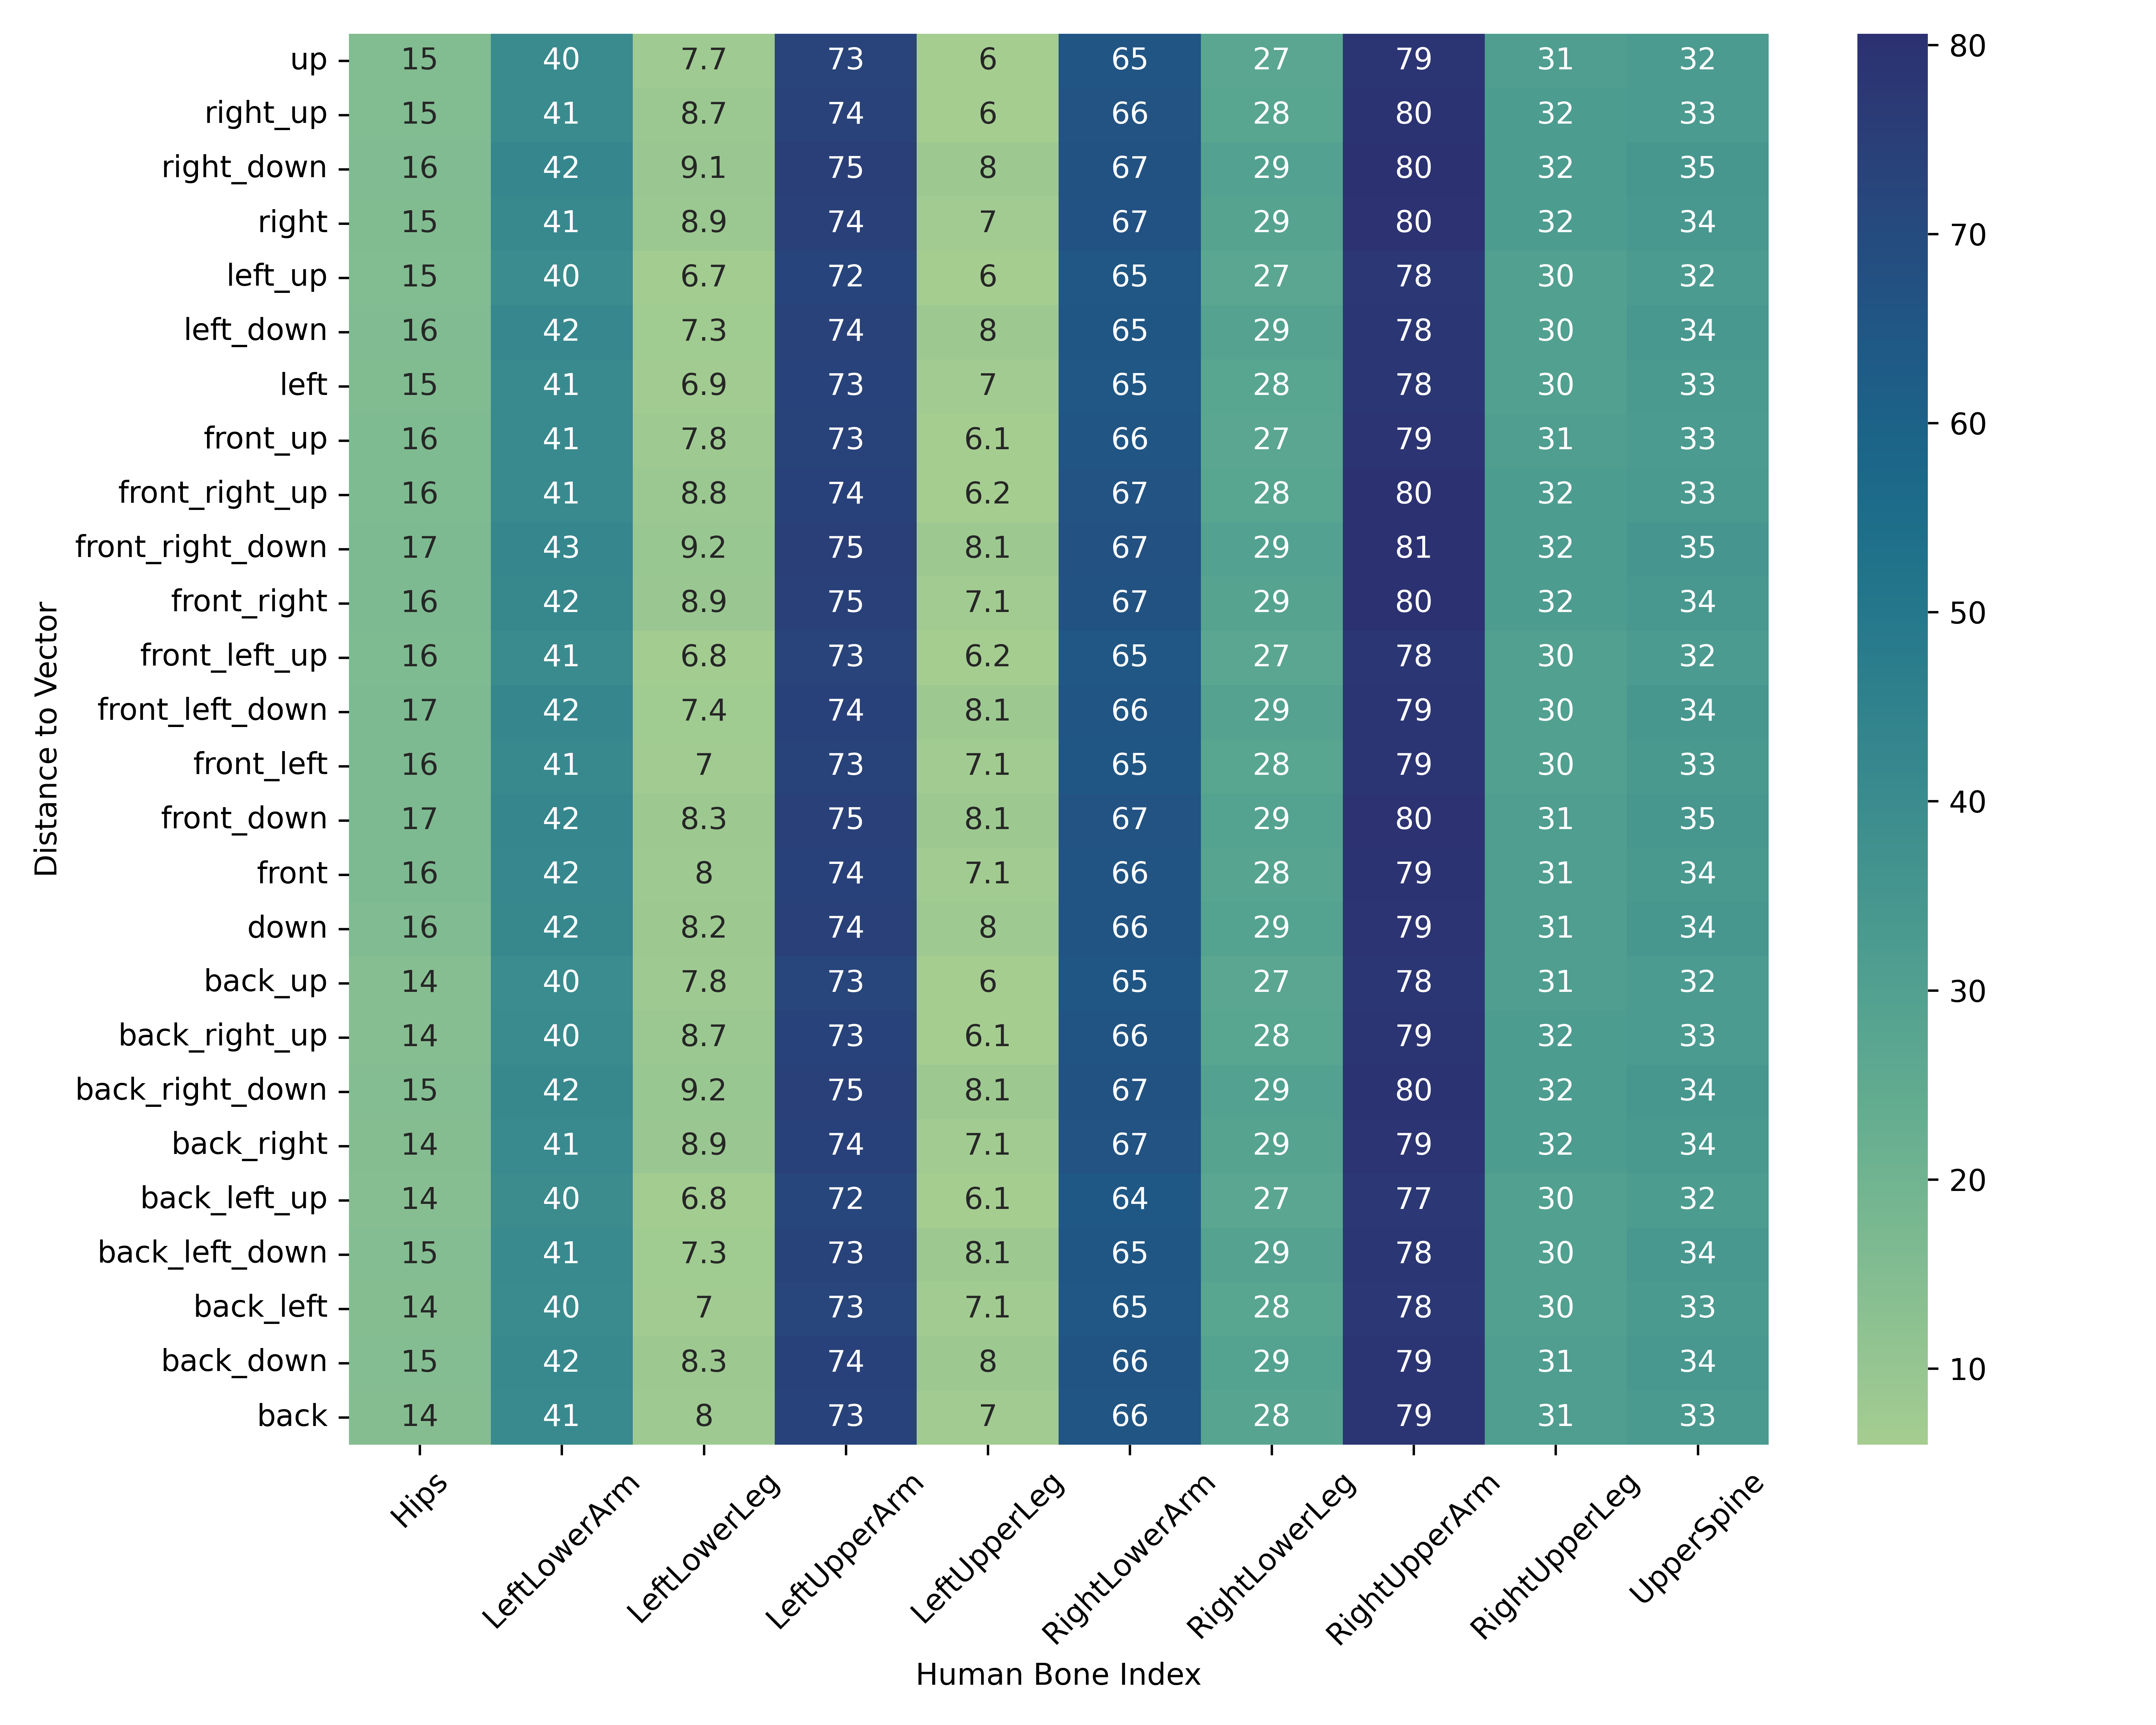 up 15 40 7.7 73 6 65 27 79 31 32
right_up 15 41 8.7 74 6 66 28 80 32 33
right_down 16 42 9.1 75 8 67 29 80 32 35
right 15 41 8.9 74 7 67 29 80 32 34
left_up 15 40 6.7 72 6 65 27 78 30 32
left_down 16 42 7.3 74 8 65 29 78 30 34
left 15 41 6.9 73 7 65 28 78 30 33
front_up 16 41 7.8 73 6.1 66 27 79 31 33
front_right_up 16 41 8.8 74 6.2 67 28 80 32 33
front_right_down 17 43 9.2 75 8.1 67 29 81 32 35
front_right 16 42 8.9 75 7.1 67 29 80 32 34
front_left_up 16 41 6.8 73 6.2 65 27 78 30 32
front_left_down 17 42 7.4 74 8.1 66 29 79 30 34
front_left 16 41 7 73 7.1 65 28 79 30 33
front_down 17 42 8.3 75 8.1 67 29 80 31 35
front 16 42 8 74 7.1 66 28 79 31 34
down 16 42 8.2 74 8 66 29 79 31 34
back_up 14 40 7.8 73 6 65 27 78 31 32
back_right_up 14 40 8.7 73 6.1 66 28 79 32 33
back_right_down 15 42 9.2 75 8.1 67 29 80 32 34
back_right 14 41 8.9 74 7.1 67 29 79 32 34
back_left_up 14 40 6.8 72 6.1 64 27 77 30 32
back_left_down 15 41 7.3 73 8.1 65 29 78 30 34
back_left 14 40 7 73 7.1 65 28 78 30 33
back_down 15 42 8.3 74 8 66 29 79 31 34
back 14 41 8 73 7 66 28 79 31 33
Distance to Vector
Hips LeftLowerArm LeftLowerLeg LeftUpperArm LeftUpperLeg RightLowerArm RightLowerLeg RightUpperArm RightUpperLeg UpperSpine
Human Bone Index
80
70
60
50
40
30
20
10